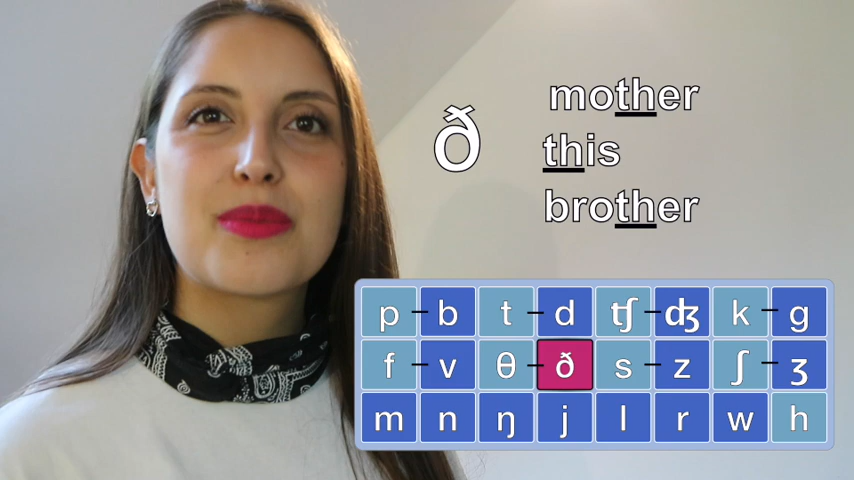 ð
mother
this
brother
p - b t - d ʧ - ʤ k - g
f - v θ - ð s - z ʃ - ʒ
m n ŋ j l r w h